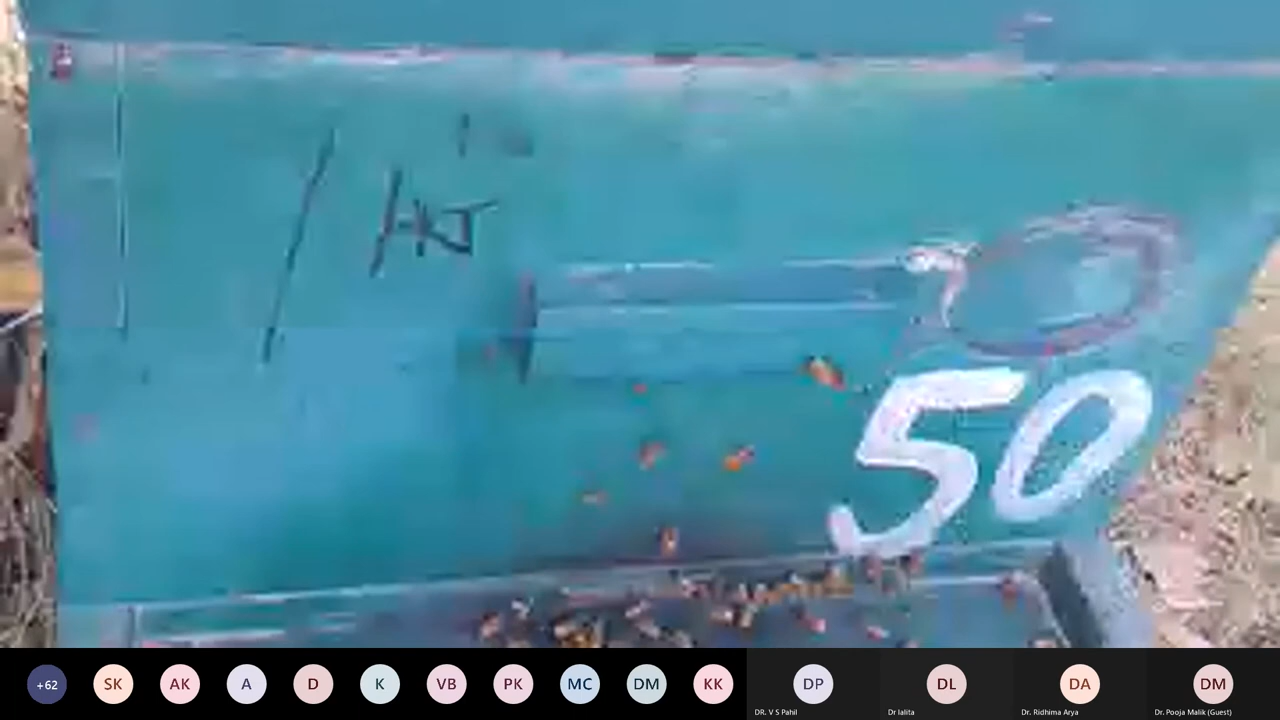 HKJ
50
+62
SK
AK
A
D
K
VB
PK
MC
DM
KK
DP
DR. V S Pahil
DL
Dr lalita
DA
Dr. Ridhima Arya
DM
Dr. Pooja Malik (Guest)